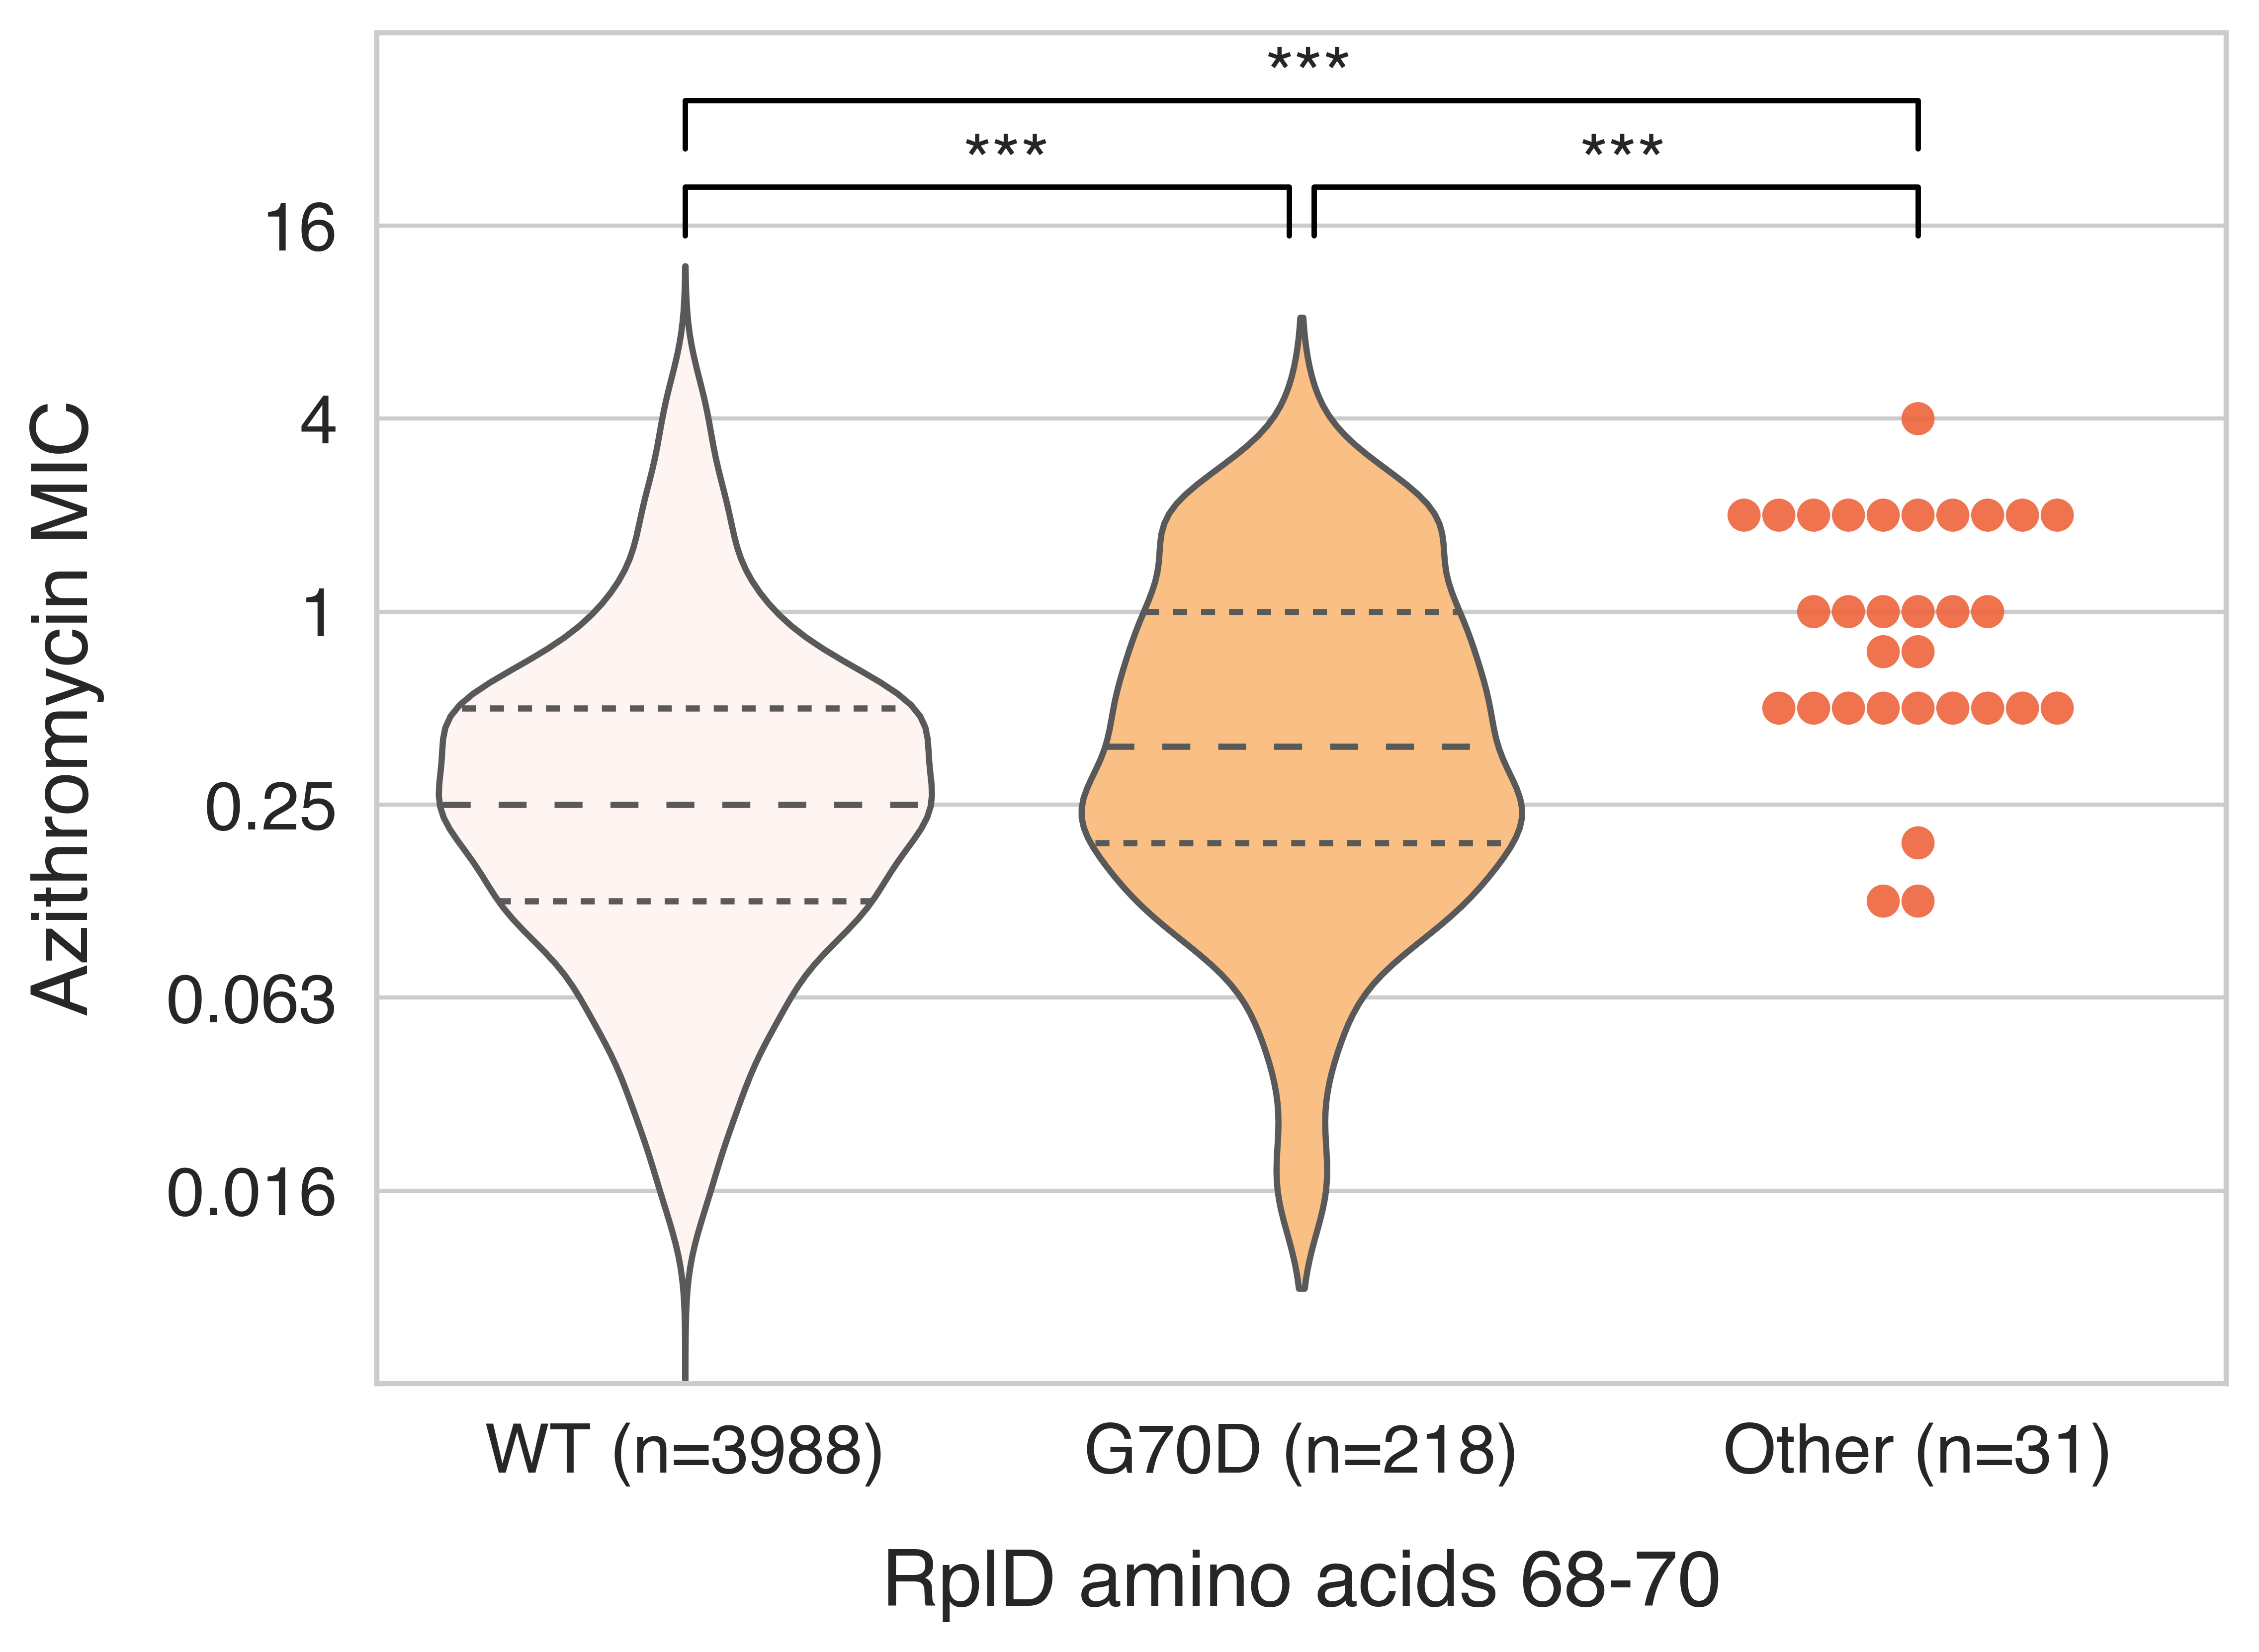 ***
*** ***
16
4
1
0.25
0.063
0.016
Azithromycin MIC
WT (n=3988) G70D (n=218) Other (n=31)
RplD amino acids 68-70